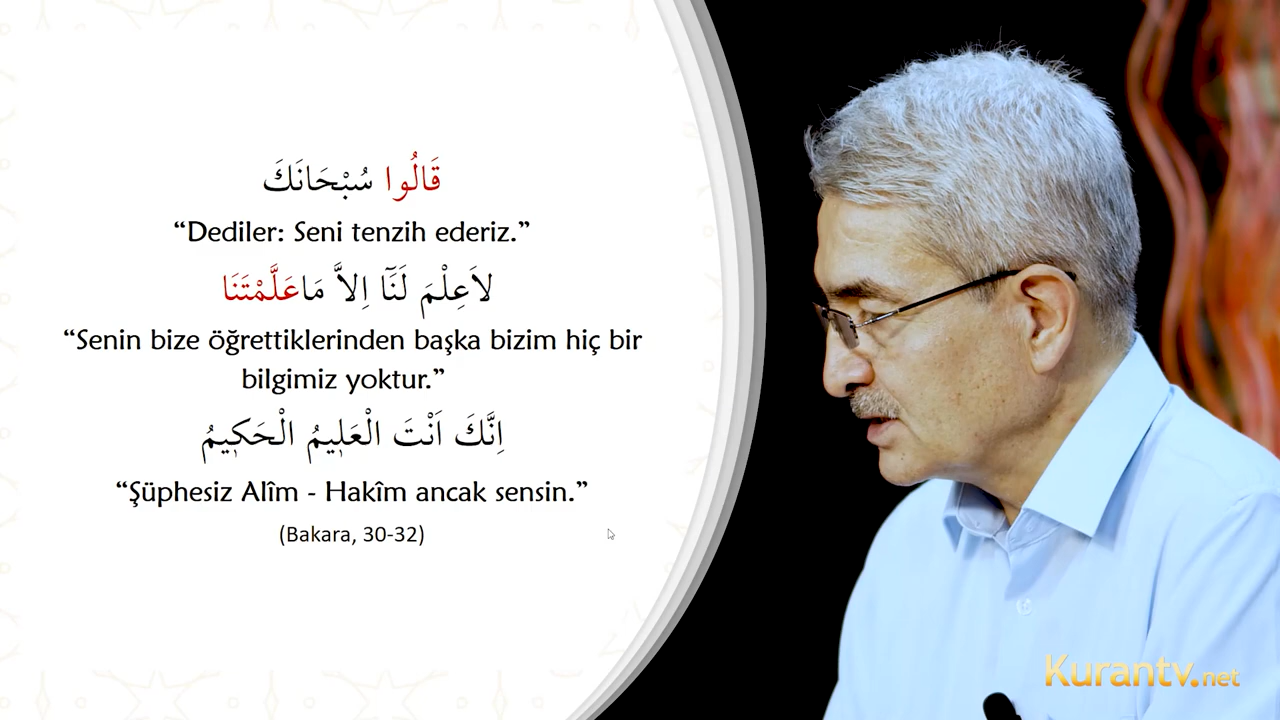 قَالُوا سُبْحَانَكَ
“Dediler: Seni tenzih ederiz.”
لاَعِلْمَ لَنَٓا اِلاَّ مَاعَلَّمْتَنَا
“Senin bize öğrettiklerinden başka bizim hiç bir
bilgimiz yoktur.”
اِنَّكَ اَنْتَ الْعَلٖيمُ الْحَكٖيمُ
“Şüphesiz Alîm - Hakîm ancak sensin.”
(Bakara, 30-32)
Kurantv.net